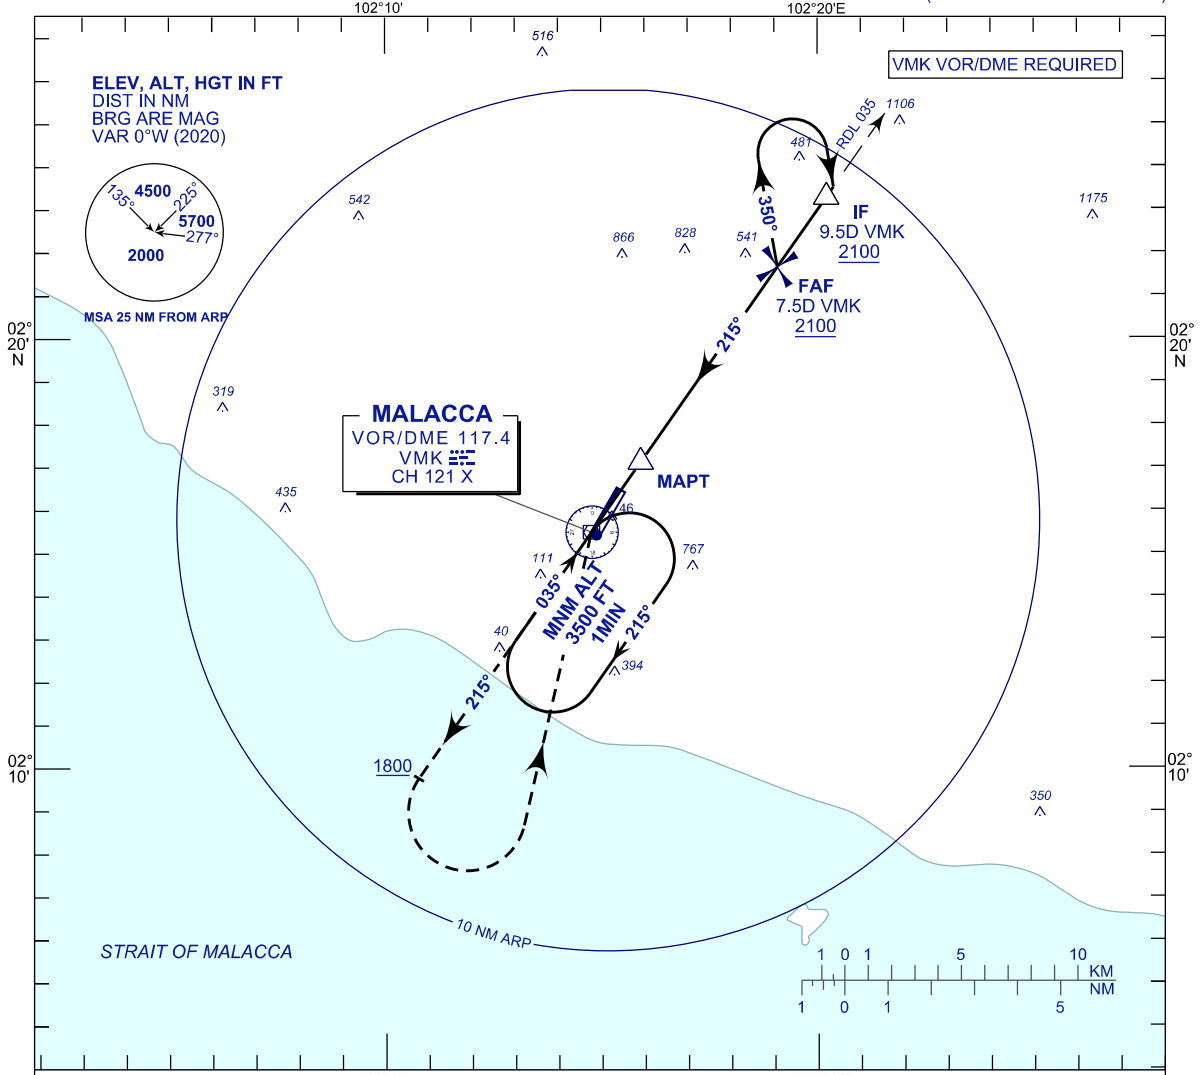 102°10'
102°20'E
516
VMK VOR/DME REQUIRED
ELEV, ALT, HGT IN FT
DIST IN NM
BRG ARE MAG
VAR 0°W (2020)
RDL 035
1106
481
135°
4500
225°
5700
277°
2000
MSA 25 NM FROM ARP
542
1175
350°
IF
9.5D VMK
2100
866
828
541
FAF
7.5D VMK
2100
02°
20'
N
02°
20'
N
215°
319
MALACCA
VOR/DME 117.4
VMK
CH 121 X
MAPT
435
46
111
767
035°
MNM ALT
3500 FT
1MIN
215°
40
394
215°
1800
02°
10'
02°
10'
350
10 NM ARP
STRAIT OF MALACCA
1 0 1 5 10
KM
NM
1 0 1 5